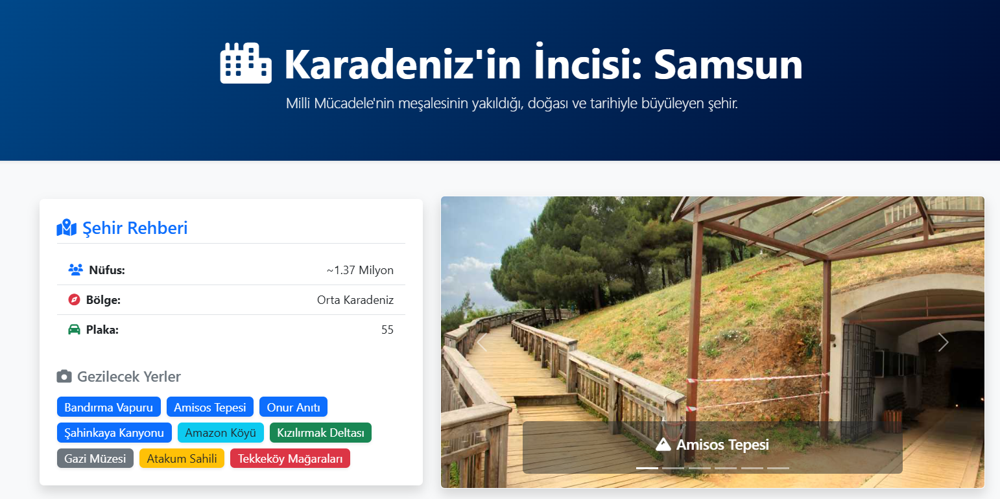 Karadeniz'in İncisi: Samsun
Milli Mücadele'nin meşalesinin yakıldığı, doğası ve tarihiyle büyüleyen şehir.
Şehir Rehberi
Nüfus: ~1.37 Milyon
Bölge: Orta Karadeniz
Plaka: 55
Gezilecek Yerler
Bandırma Vapuru Amisos Tepesi Onur Anıtı
Şahinkaya Kanyonu Amazon Köyü Kızılırmak Deltası
Gazi Müzesi Atakum Sahili Tekkeköy Mağaraları
Amisos Tepesi